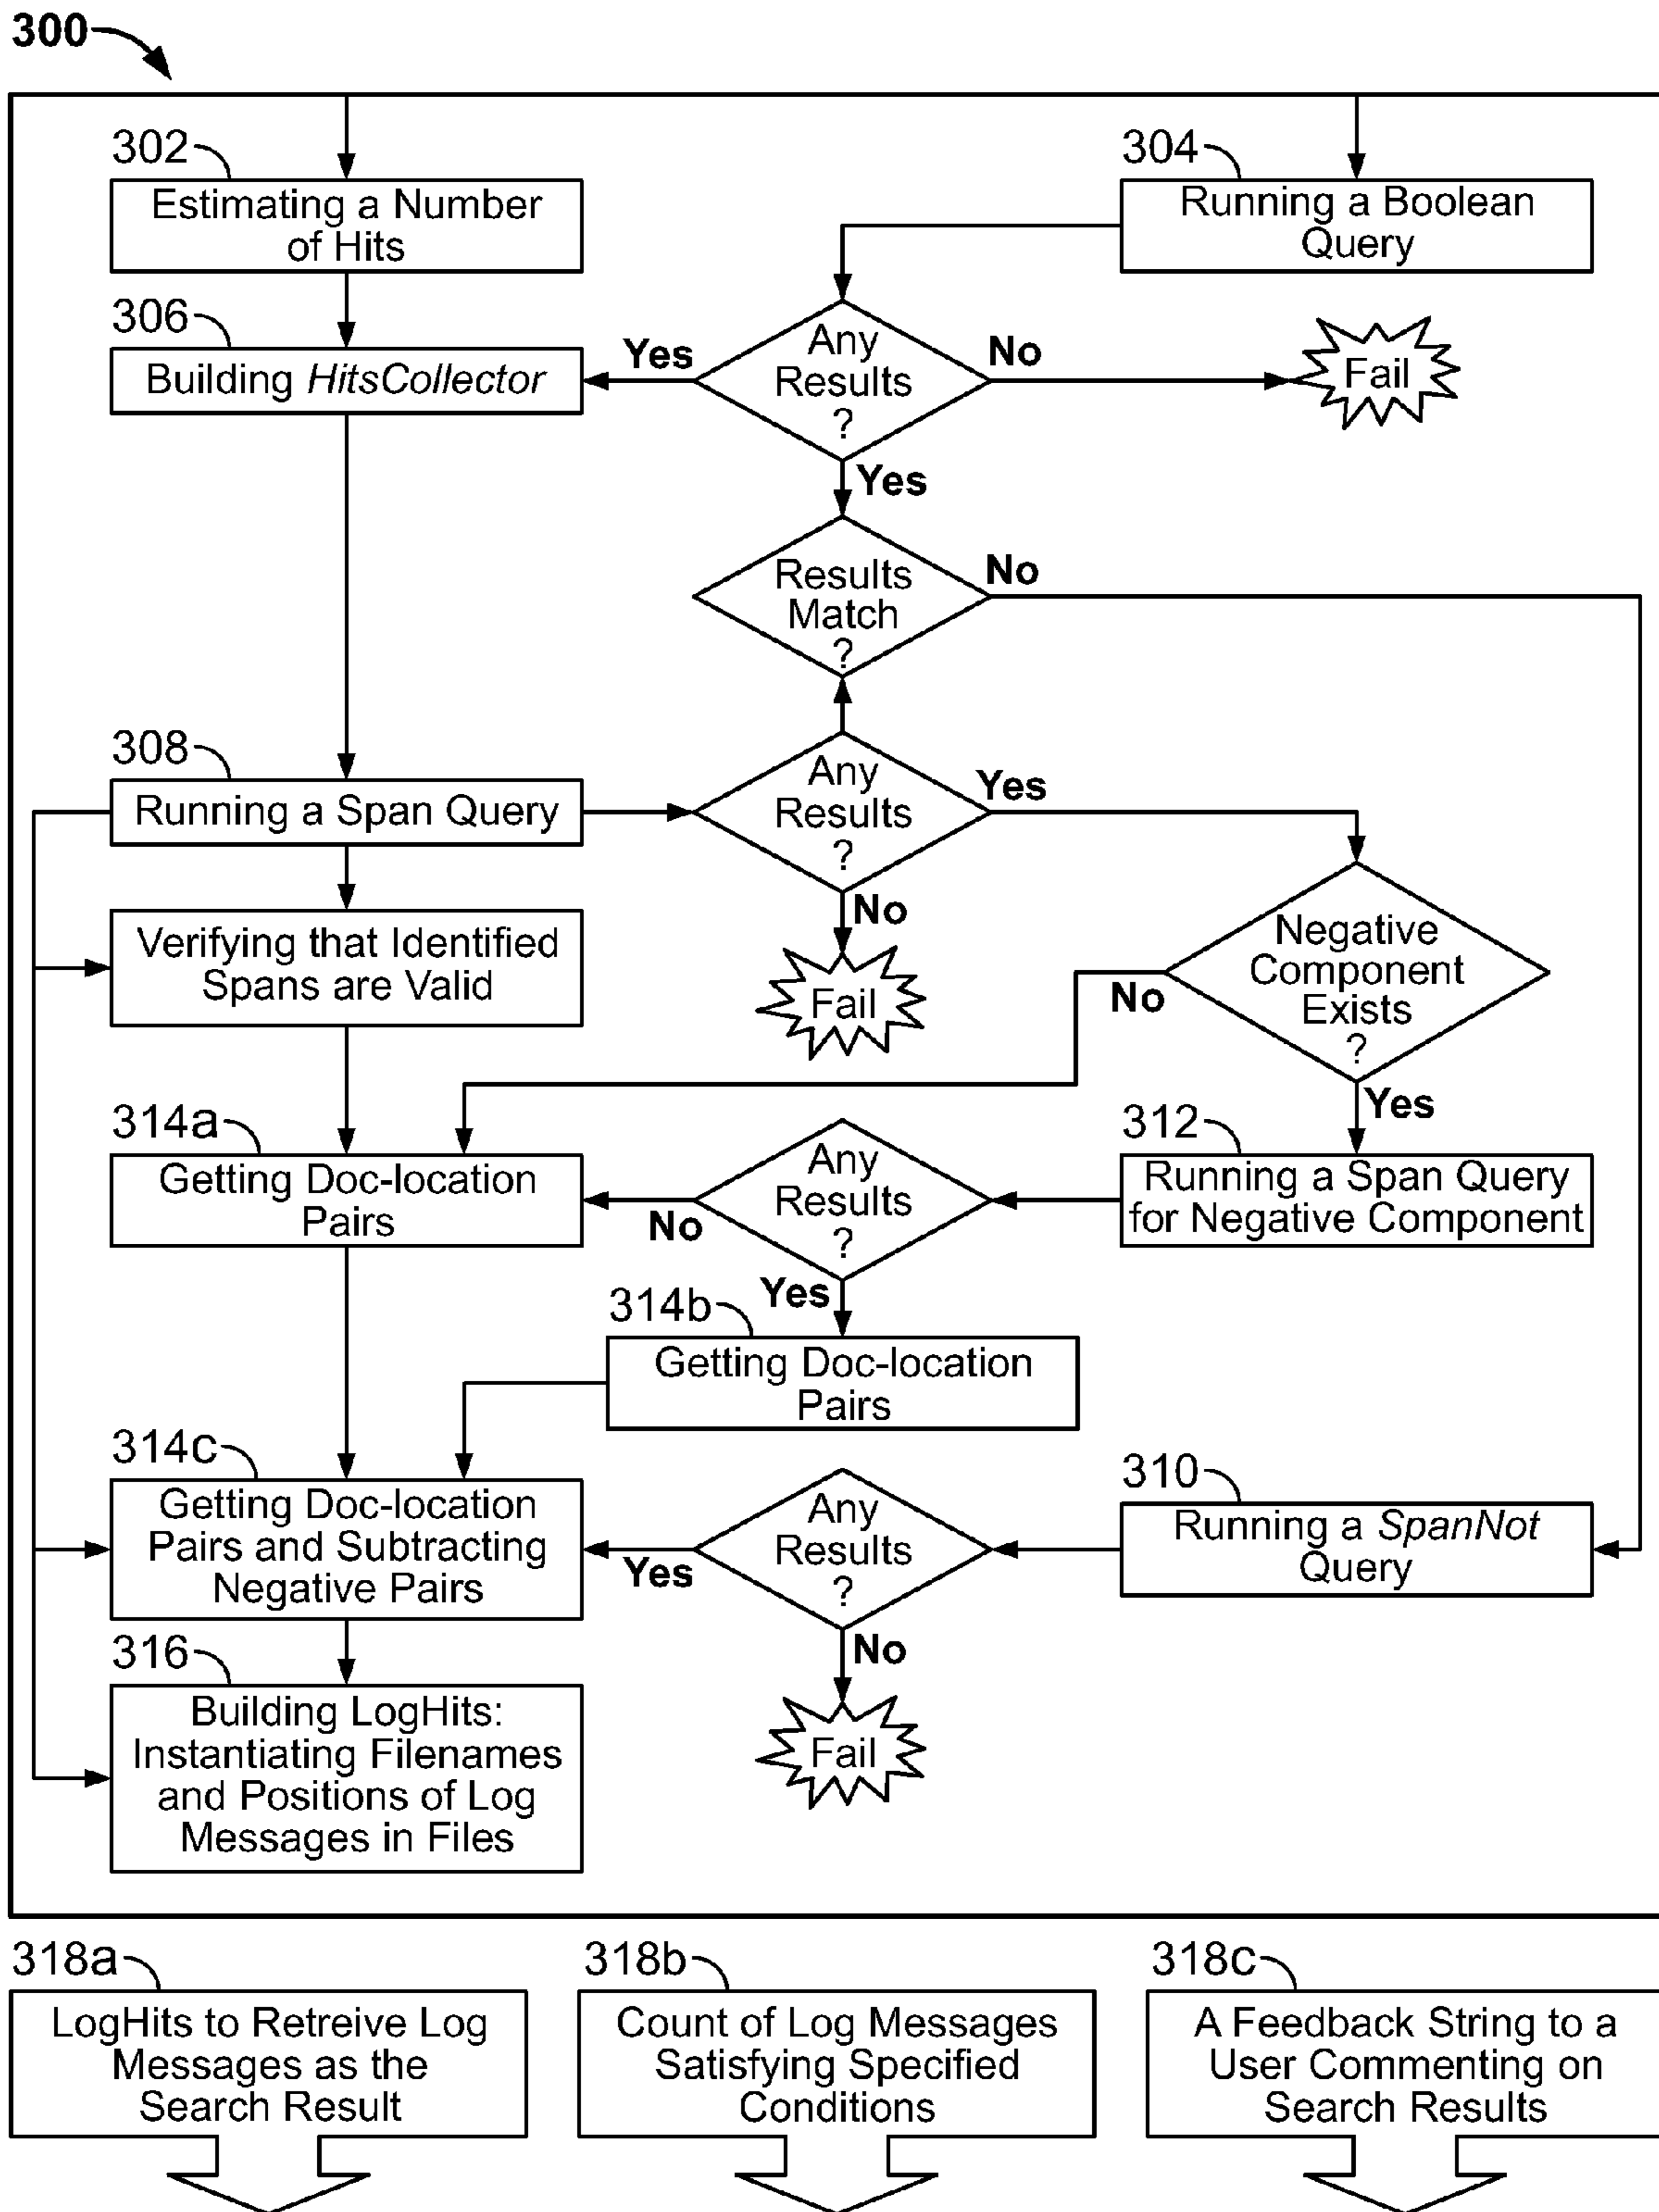 300
302
304
Estimating a Number
of Hits
Running a Boolean
Query
306
Building HitsCollector
Yes
Any
Results
?
No
Fail
Yes
Results
Match
?
No
308
Running a Span Query
Any
Results
?
Yes
No
Fail
Verifying that Identified
Spans are Valid
Negative
Component
Exists
?
No
Yes
314a
Getting Doc-location
Pairs
No
Any
Results
?
312
Running a Span Query
for Negative Component
Yes
314b
Getting Doc-location
Pairs
314c
Getting Doc-location
Pairs and Subtracting
Negative Pairs
Yes
Any
Results
?
310
Running a SpanNot
Query
No
Fail
316
Building LogHits:
Instantiating Filenames
and Positions of Log
Messages in Files
318a
LogHits to Retreive Log
Messages as the
Search Result
318b
Count of Log Messages
Satisfying Specified
Conditions
318c
A Feedback String to a
User Commenting on
Search Results